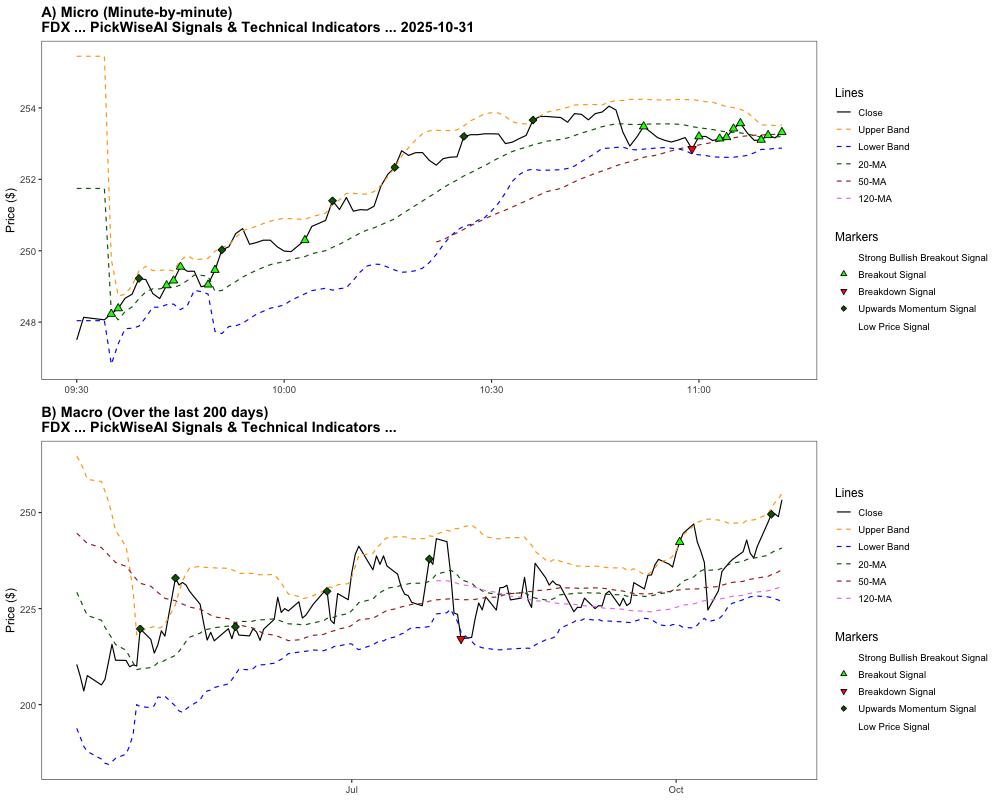 A) Micro (Minute-by-minute)
FDX ... PickWiseAI Signals & Technical Indicators ... 2025-10-31
Price ($)
254
252
250
248
09:30
10:00
10:30
11:00
Lines
Close
Upper Band
Lower Band
20-MA
50-MA
120-MA
Markers
Strong Bullish Breakout Signal
Breakout Signal
Breakdown Signal
Upwards Momentum Signal
Low Price Signal
B) Macro (Over the last 200 days)
FDX ... PickWiseAI Signals & Technical Indicators ...
Price ($)
250
225
200
Jul
Oct
Lines
Close
Upper Band
Lower Band
20-MA
50-MA
120-MA
Markers
Strong Bullish Breakout Signal
Breakout Signal
Breakdown Signal
Upwards Momentum Signal
Low Price Signal